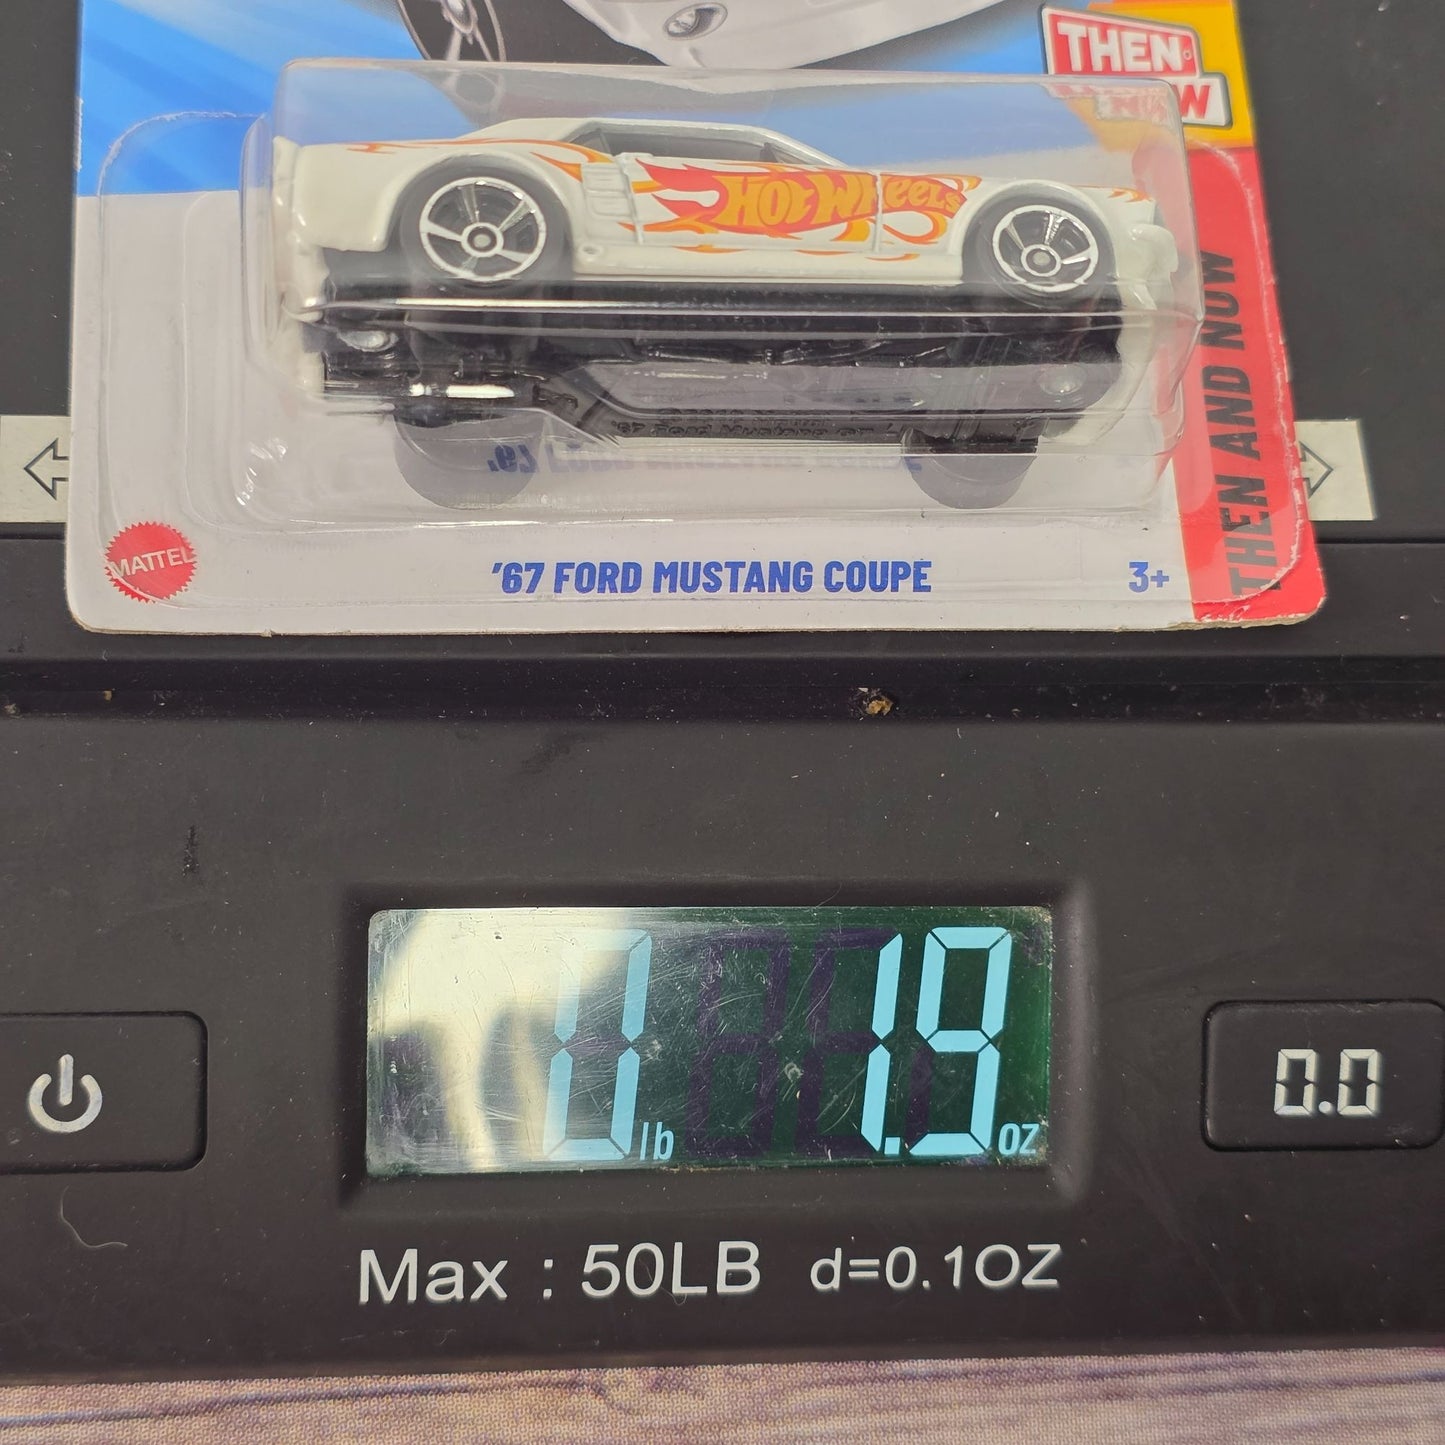 THEN
HOT WHEELS
'67 FORD MUSTANG COUPE
3+
MATTEL
THEN AND NOW
0 lb 1.9 oz
0.0
Max : 50LB d=0.1OZ